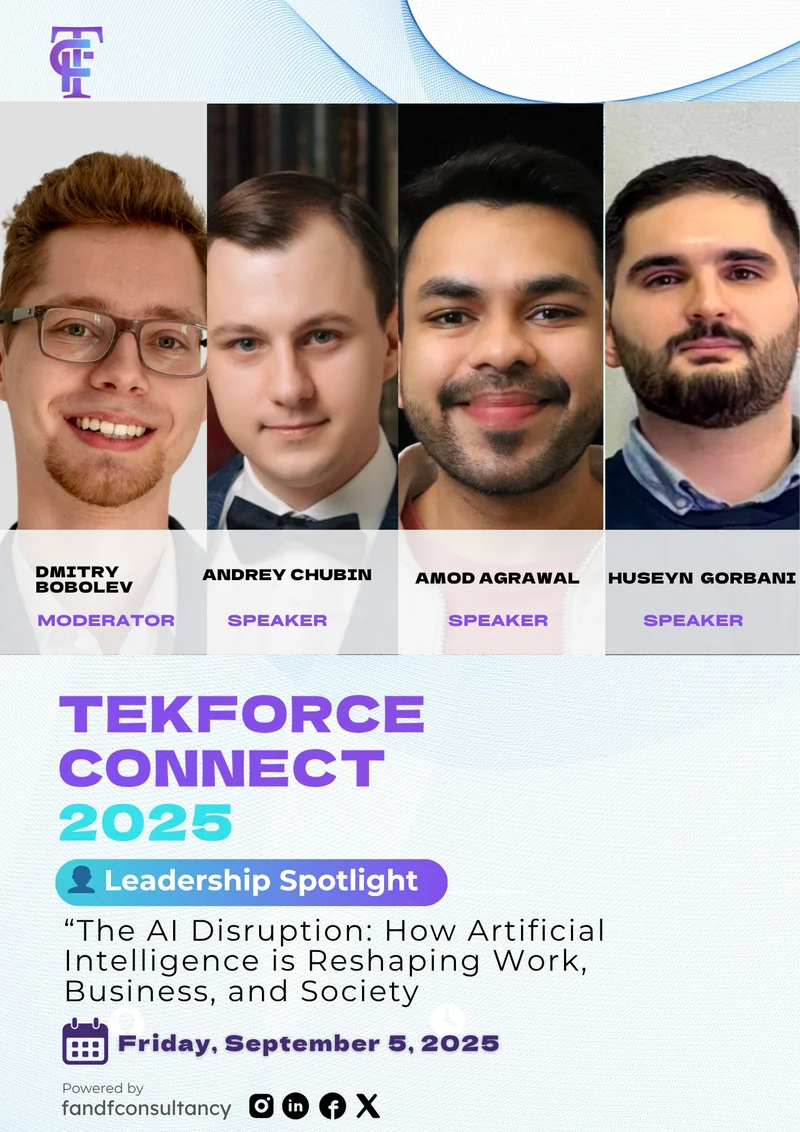 DMITRY
BOBOLEV
MODERATOR
ANDREY CHUBIN
SPEAKER
AMOD AGRAWAL
SPEAKER
HUSEYN GORBANI
SPEAKER
TEKFORCE
CONNECT
2025
Leadership Spotlight
“The AI Disruption: How Artificial
Intelligence is Reshaping Work,
Business, and Society
Friday, September 5, 2025
Powered by
fandfconsultancy